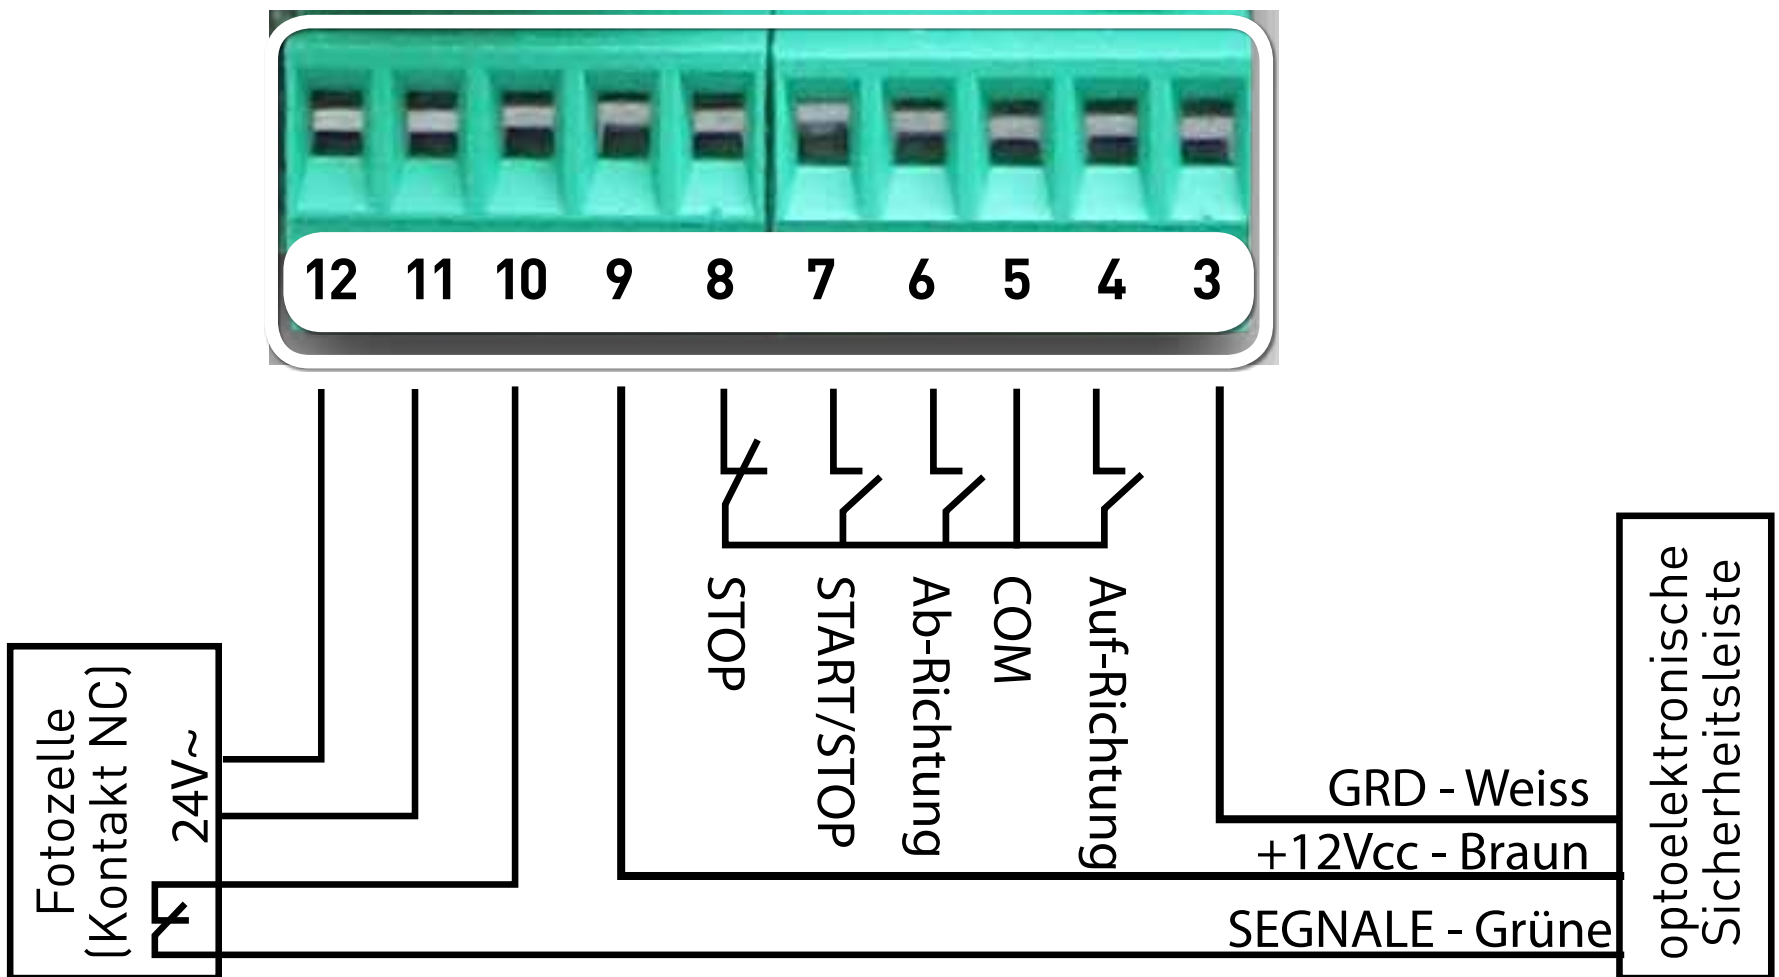 12 11 10 9 8 7 6 5 4 3
STOP
START/STOP
Ab-Richtung
COM
Auf-Richtung
Fotozelle
(Kontakt NC)
24V~
GRD - Weiss
+12Vcc - Braun
SEGNALE - Grüne
optoelektronische
Sicherheitsleiste